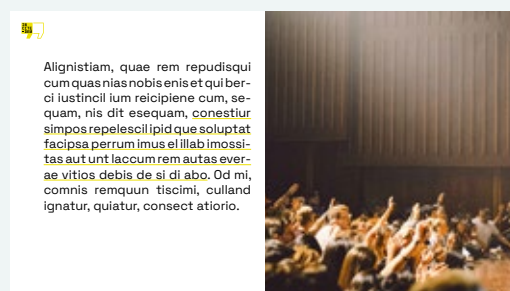 Alignistiam, quae rem repudisqui
cum quas nias nobis enis et qui ber-
ci iustincil ium reicipiene cum, se-
quam, nis dit esequam, conestiur
simpos repelescil ipid que soluptat
facipsa perrum imus el illab imossi-
tas aut unt laccum rem autas ever-
ae vitios debis de si di abo. Od mi,
comnis remquun tiscimi, culland
ignatur, quiatur, consect atiorio.